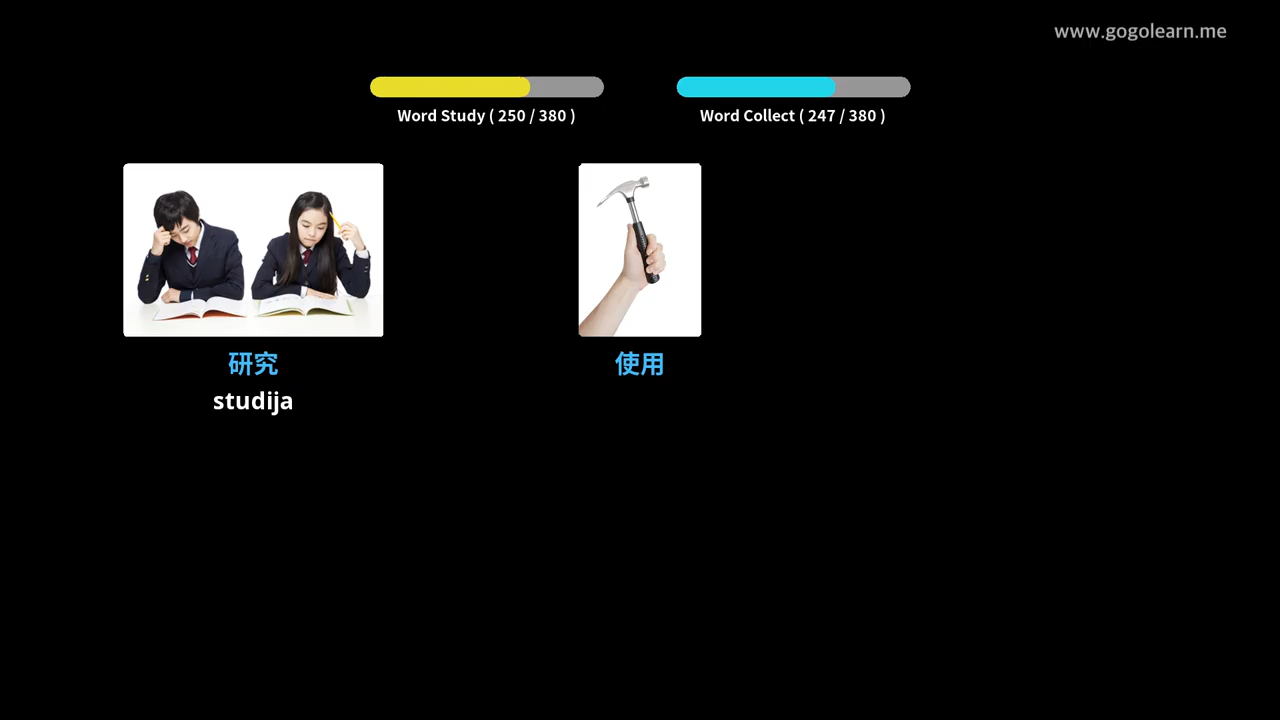 www.gogolearn.me
Word Study ( 250 / 380 )
Word Collect ( 247 / 380 )
研究
studija
使用